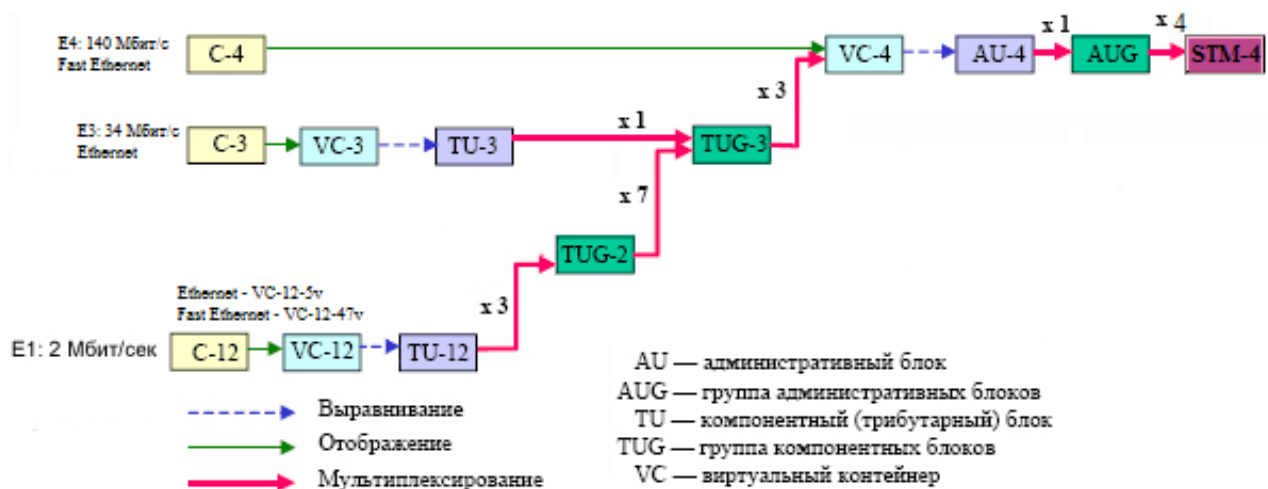 E4: 140 Мбит/с
Fast Ethernet
C-4
VC-4
AU-4
x 1
AUG
x 4
STM-4
x 3
E3: 34 Мбит/с
Ethernet
C-3
VC-3
TU-3
x 1
TUG-3
x 7
TUG-2
Ethernet - VC-12-5v
Fast Ethernet - VC-12-47v
x 3
E1: 2 Мбит/сек
C-12
VC-12
TU-12
Выравнивание
Отображение
Мультиплексирование
AU — административный блок
AUG — группа административных блоков
TU — компонентный (трибутарный) блок
TUG — группа компонентных блоков
VC — виртуальный контейнер